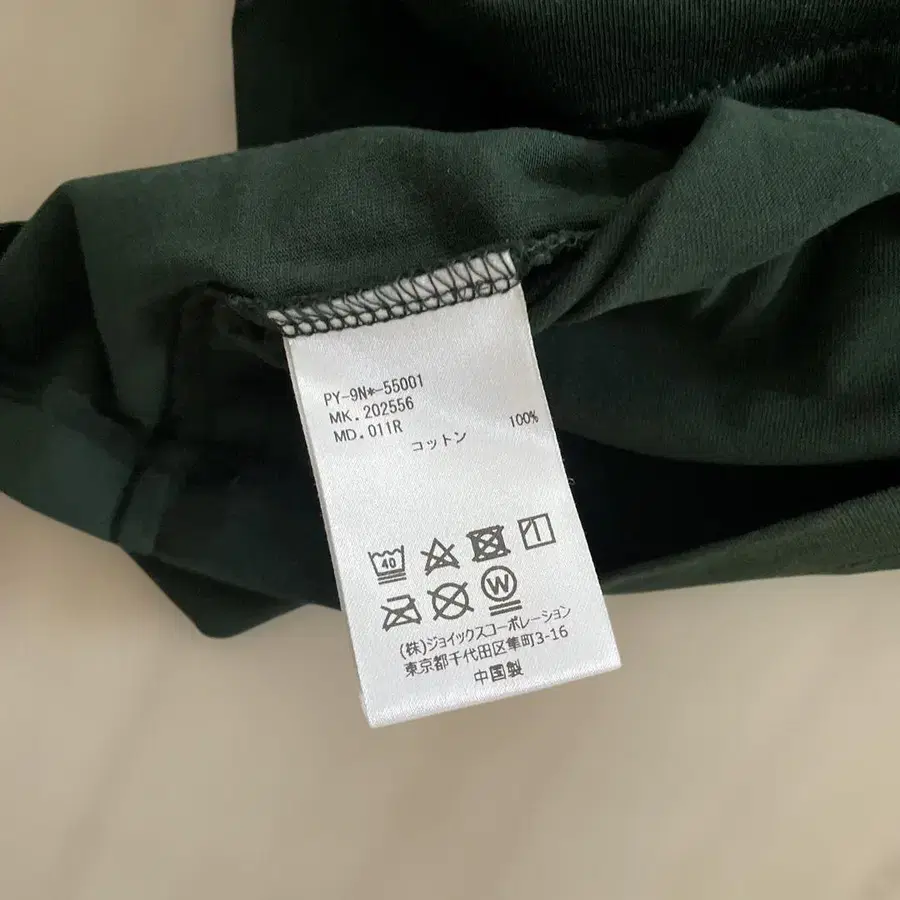 PY-9N*-55001
MK.202556
MD.011R
コットン 100%
40
W
(株)ジョイックスコーポレーション
東京都千代田区隼町3-16
中国製